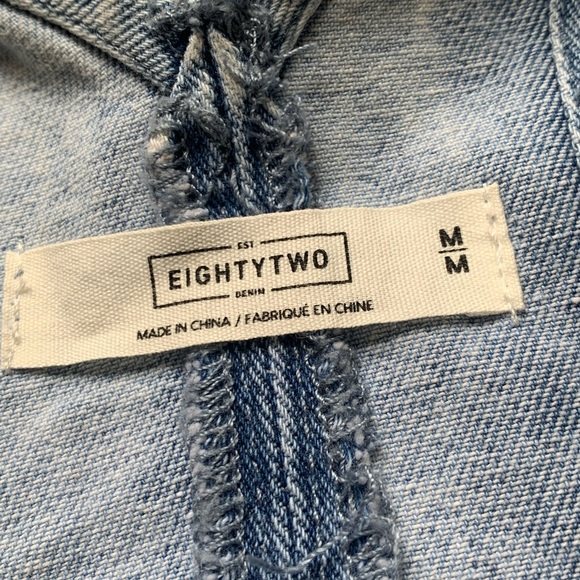 EST
EIGHTYTWO
DENIM
MADE IN CHINA / FABRIQUÉ EN CHINE
M
M